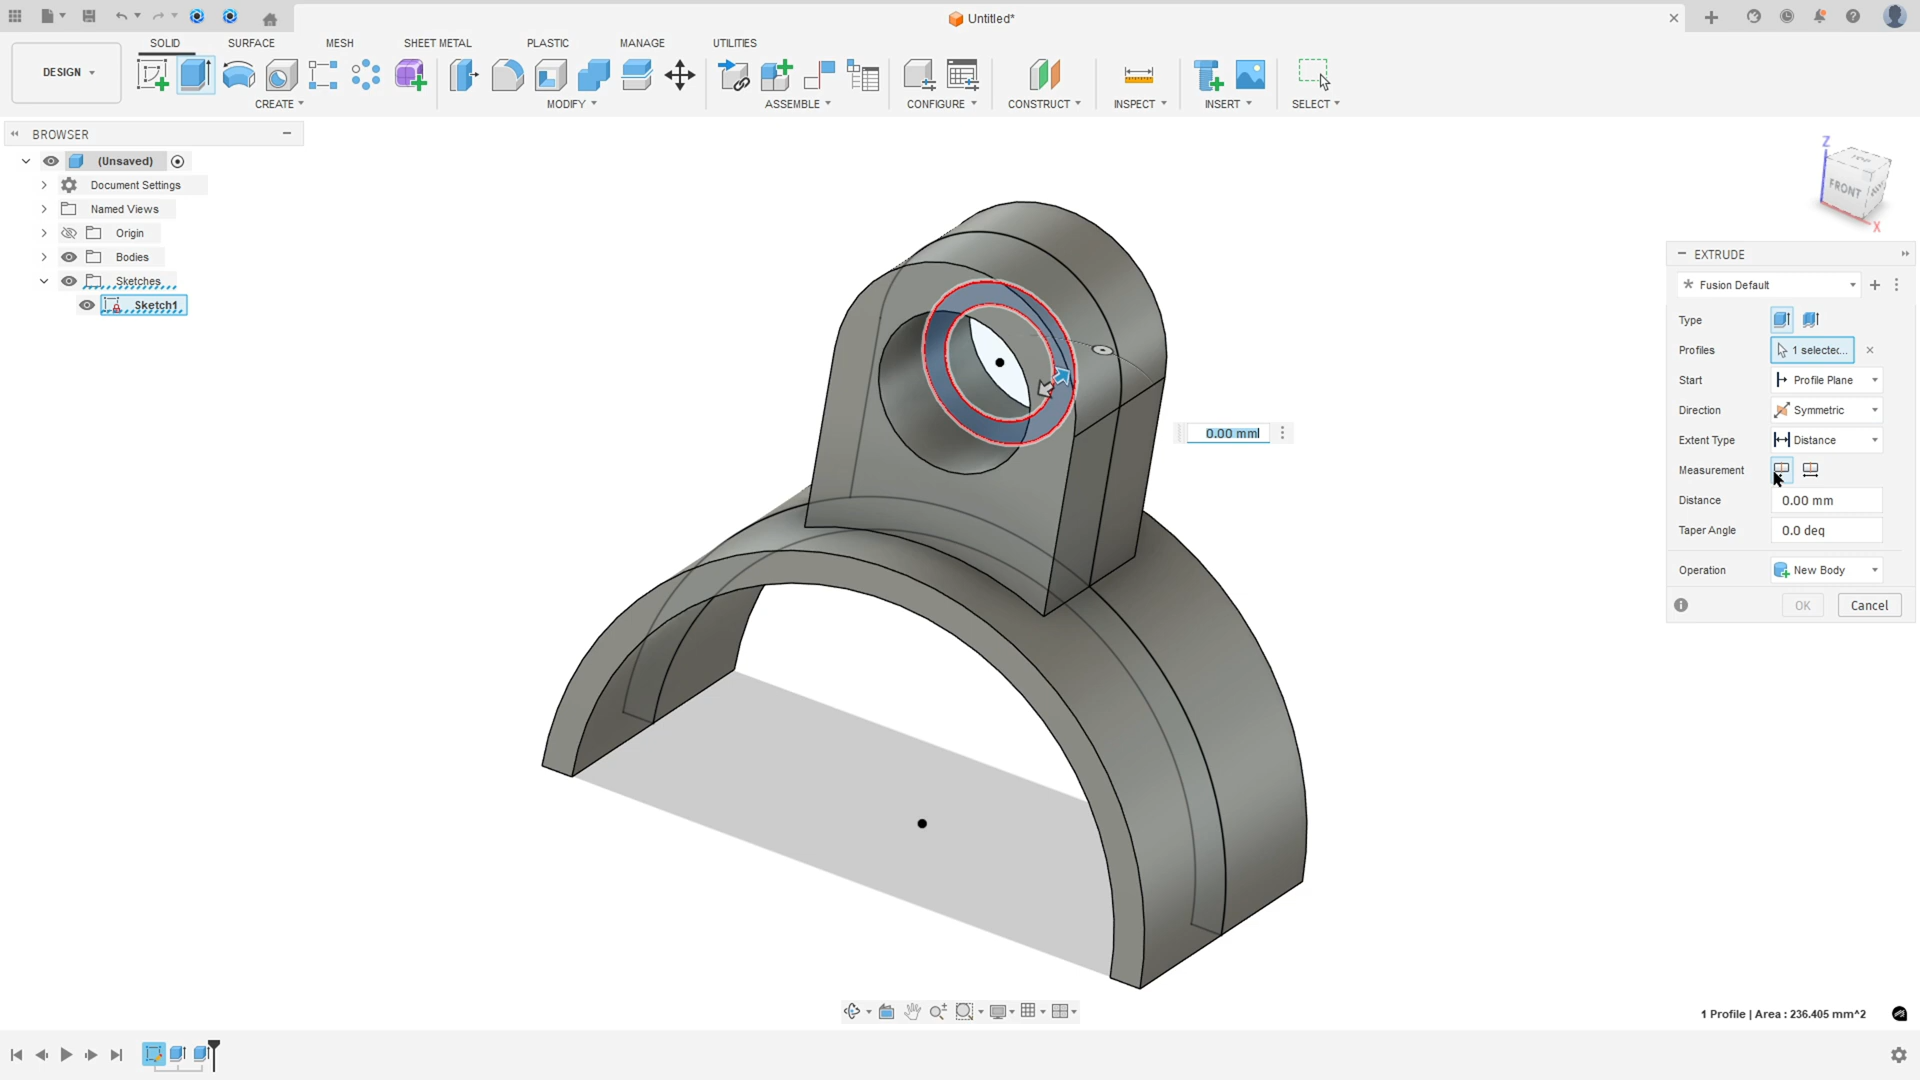 Untitled*
DESIGN
SOLID
SURFACE
MESH
SHEET METAL
PLASTIC
MANAGE
UTILITIES
CREATE
MODIFY
ASSEMBLE
CONFIGURE
CONSTRUCT
INSPECT
INSERT
SELECT
BROWSER
(Unsaved)
Document Settings
Named Views
Origin
Bodies
Sketches
Sketch1
0.00 mm
Z
TOP
FRONT
X
EXTRUDE
* Fusion Default
Type
Profiles
1 selectec...
Start
Profile Plane
Direction
Symmetric
Extent Type
Distance
Measurement
Distance
0.00 mm
Taper Angle
0.0 deg
Operation
New Body
OK
Cancel
1 Profile | Area : 236.405 mm^2